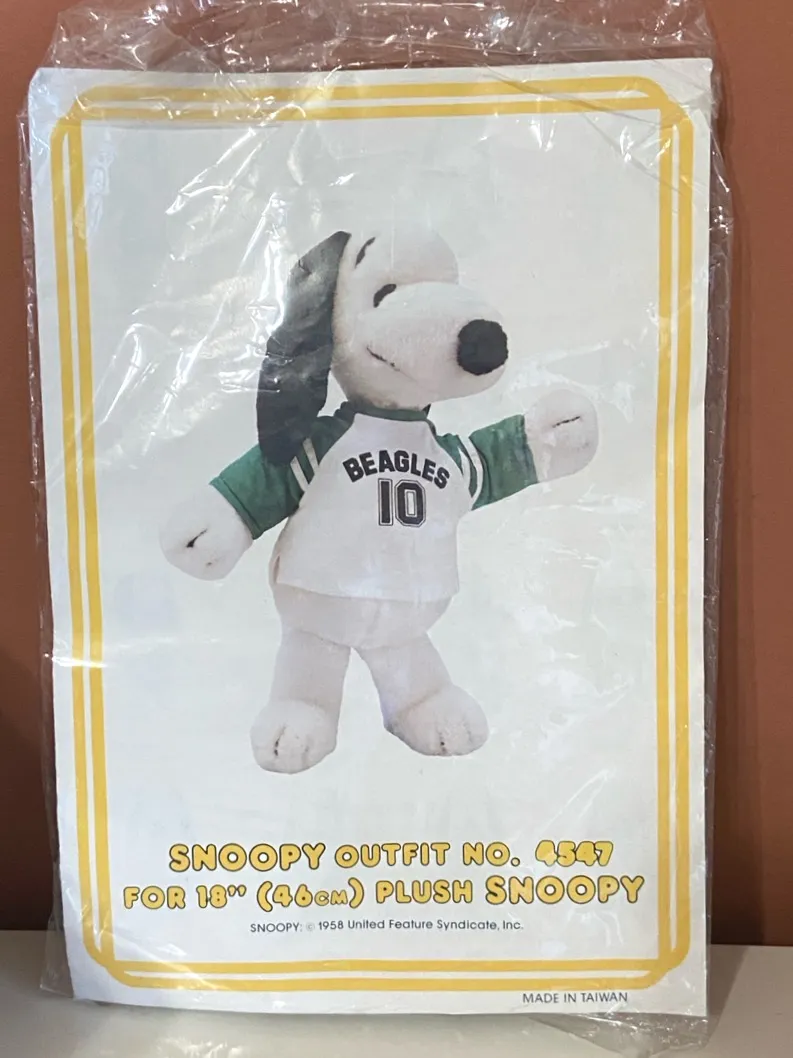 BEAGLES
10
SNOOPY OUTFIT NO. 4547
FOR 18" (46CM) PLUSH SNOOPY
SNOOPY: © 1958 United Feature Syndicate, Inc.
MADE IN TAIWAN